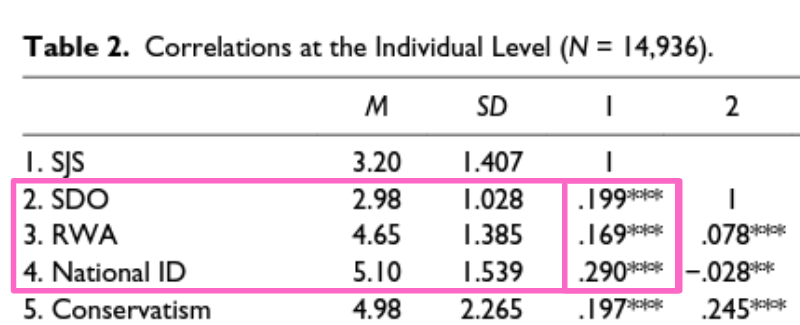 Table 2. Correlations at the Individual Level (N = 14,936).
M SD 1 2
1. SJS 3.20 1.407 1
2. SDO 2.98 1.028 .199*** 1
3. RWA 4.65 1.385 .169*** .078***
4. National ID 5.10 1.539 .290*** −.028**
5. Conservatism 4.98 2.265 .197*** .245***